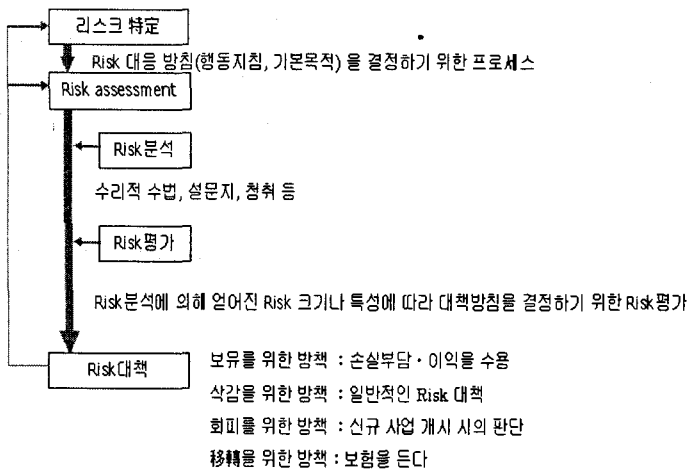 리스크 特定
Risk 대응 방침(행동지침, 기본목적) 을 결정하기 위한 프로세스
Risk assessment
Risk분석
수리적 수법, 설문지, 청취 등
Risk평가
Risk분석에 의해 얻어진 Risk 크기나 특성에 따라 대책방침을 결정하기 위한 Risk평가
Risk대책
보유를 위한 방책 : 손실부담・이익을 수용
삭감을 위한 방책 : 일반적인 Risk 대책
회피를 위한 방책 : 신규 사업 개시 시의 판단
移轉을 위한 방책 : 보험을 든다